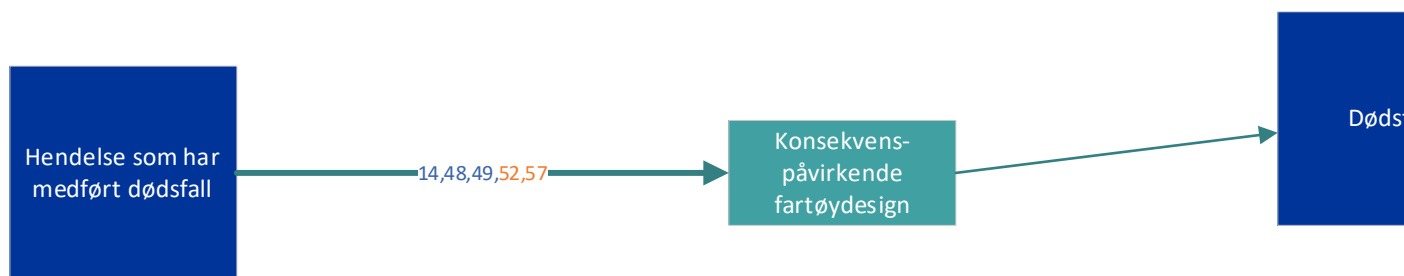 Hendelse som har
medført dødsfall
14,48,49,52,57
Konsekvens-
påvirkende
fartøydesign